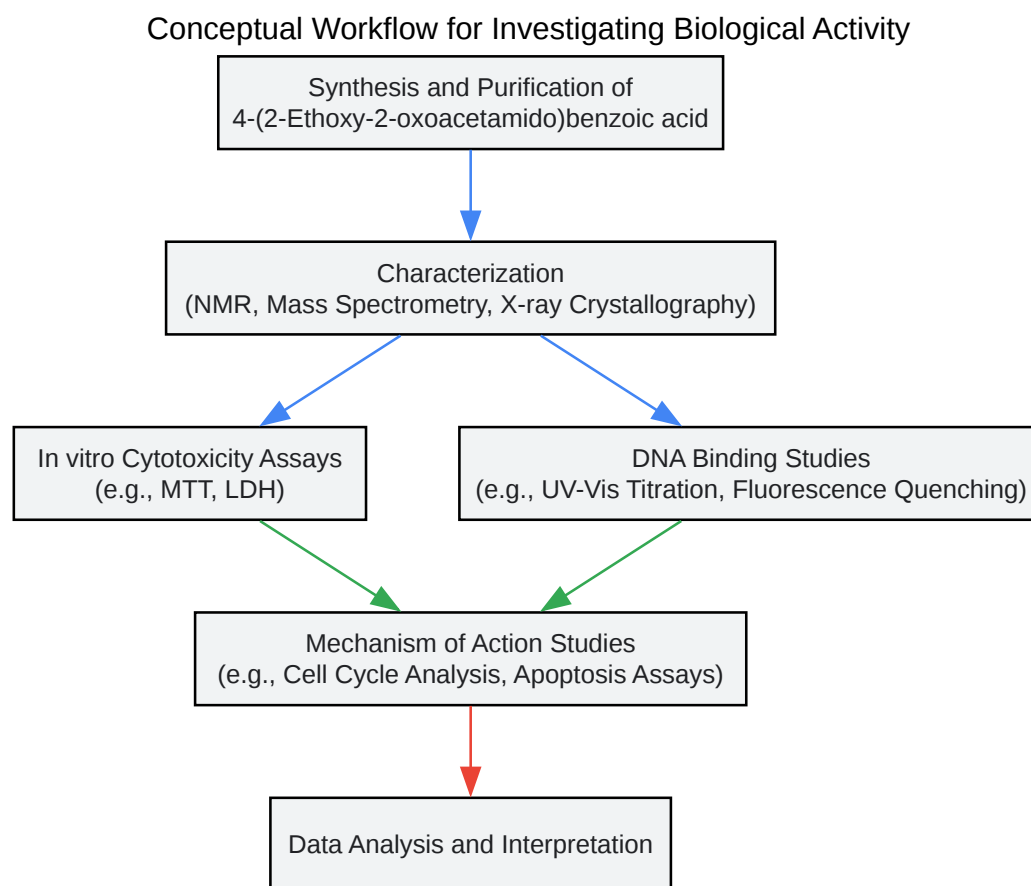 Conceptual Workflow for Investigating Biological Activity
Synthesis and Purification of
4-(2-Ethoxy-2-oxoacetamido)benzoic acid
Characterization
(NMR, Mass Spectrometry, X-ray Crystallography)
In vitro Cytotoxicity Assays
(e.g., MTT, LDH)
DNA Binding Studies
(e.g., UV-Vis Titration, Fluorescence Quenching)
Mechanism of Action Studies
(e.g., Cell Cycle Analysis, Apoptosis Assays)
Data Analysis and Interpretation